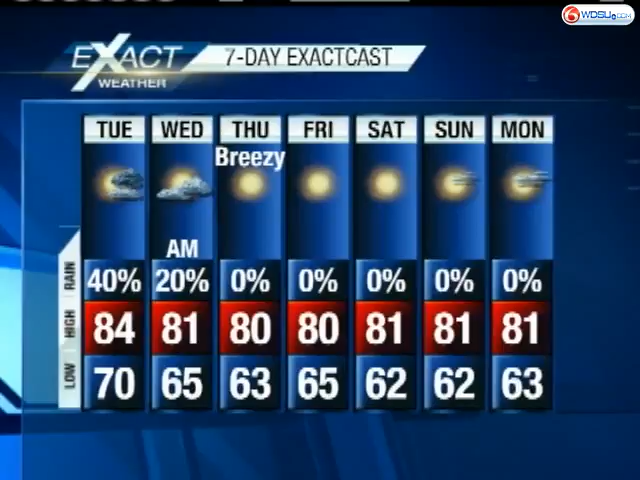 6 WDSU.COM
EXACT
WEATHER
7-DAY EXACTCAST
TUE WED THU FRI SAT SUN MON
Breezy
AM
RAIN 40% 20% 0% 0% 0% 0% 0%
HIGH 84 81 80 80 81 81 81
LOW 70 65 63 65 62 62 63